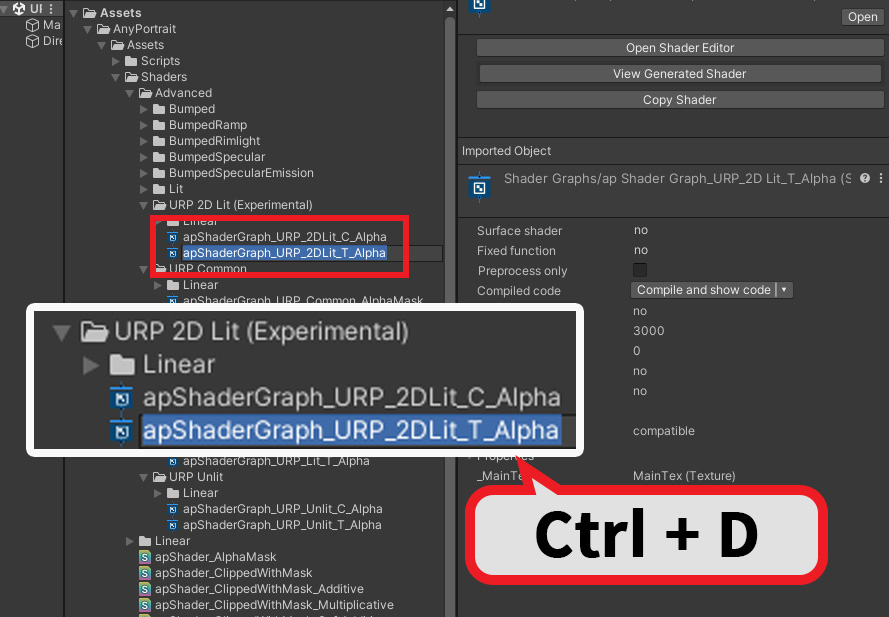 UI
Ma
Dire
Assets
AnyPortrait
Assets
Scripts
Shaders
Advanced
Bumped
BumpedRamp
BumpedRimlight
BumpedSpecular
BumpedSpecularEmission
Lit
URP 2D Lit (Experimental)
Linear
apShaderGraph_URP_2DLit_C_Alpha
apShaderGraph_URP_2DLit_T_Alpha
URP Common
Linear
apShaderGraph_URP_Common_AlphaMask
URP 2D Lit (Experimental)
Linear
apShaderGraph_URP_2DLit_C_Alpha
apShaderGraph_URP_2DLit_T_Alpha
apShaderGraph_URP_Lit_T_Alpha
URP Unlit
Linear
apShaderGraph_URP_Unlit_C_Alpha
apShaderGraph_URP_Unlit_T_Alpha
Linear
apShader_AlphaMask
apShader_ClippedWithMask
apShader_ClippedWithMask_Additive
apShader_ClippedWithMask_Multiplicative
Open
Open Shader Editor
View Generated Shader
Copy Shader
Imported Object
Shader Graphs/ap Shader Graph_URP_2D Lit_T_Alpha (S
Surface shader no
Fixed function no
Preprocess only
Compiled code Compile and show code
no
3000
0
no
no
compatible
Properties
_MainTe MainTex (Texture)
Ctrl + D